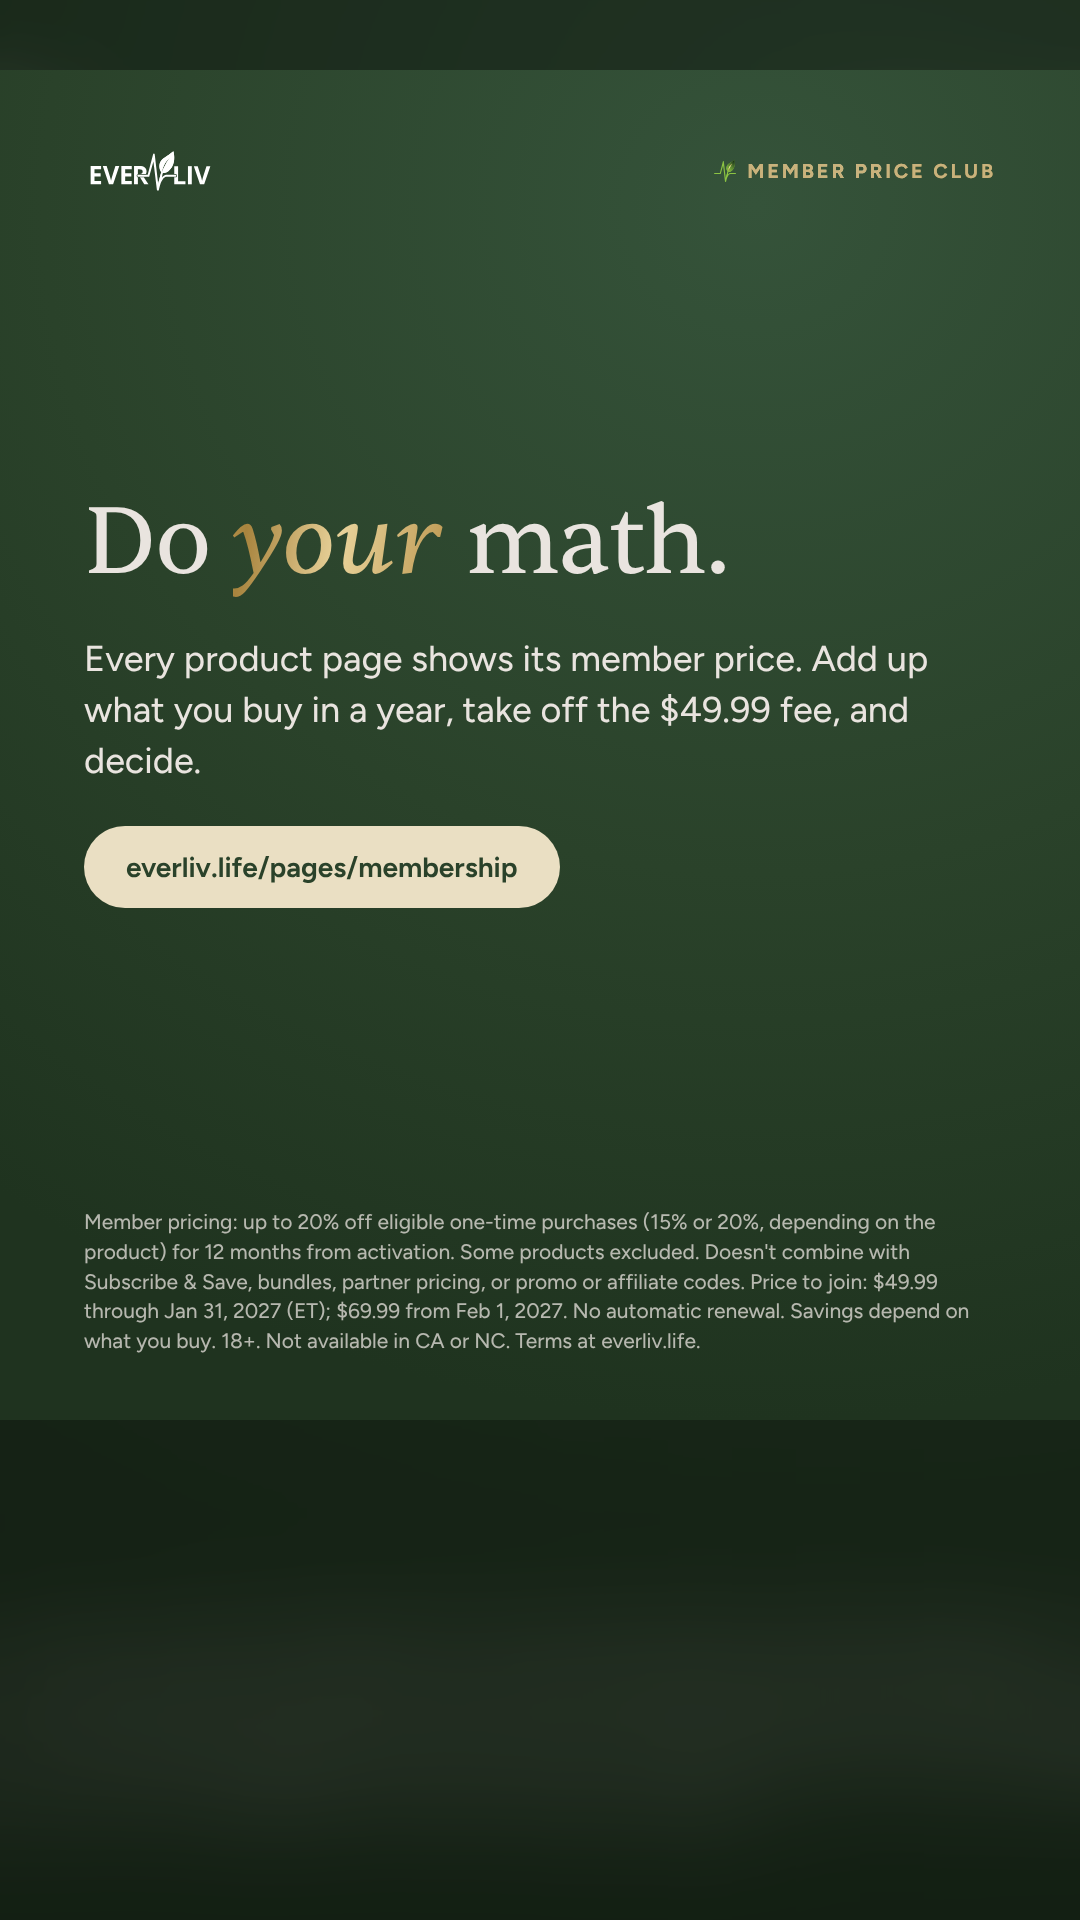 EVERLIV
MEMBER PRICE CLUB
Do your math.
Every product page shows its member price. Add up
what you buy in a year, take off the $49.99 fee, and
decide.
everliv.life/pages/membership
Member pricing: up to 20% off eligible one-time purchases (15% or 20%, depending on the
product) for 12 months from activation. Some products excluded. Doesn't combine with
Subscribe & Save, bundles, partner pricing, or promo or affiliate codes. Price to join: $49.99
through Jan 31, 2027 (ET); $69.99 from Feb 1, 2027. No automatic renewal. Savings depend on
what you buy. 18+. Not available in CA or NC. Terms at everliv.life.